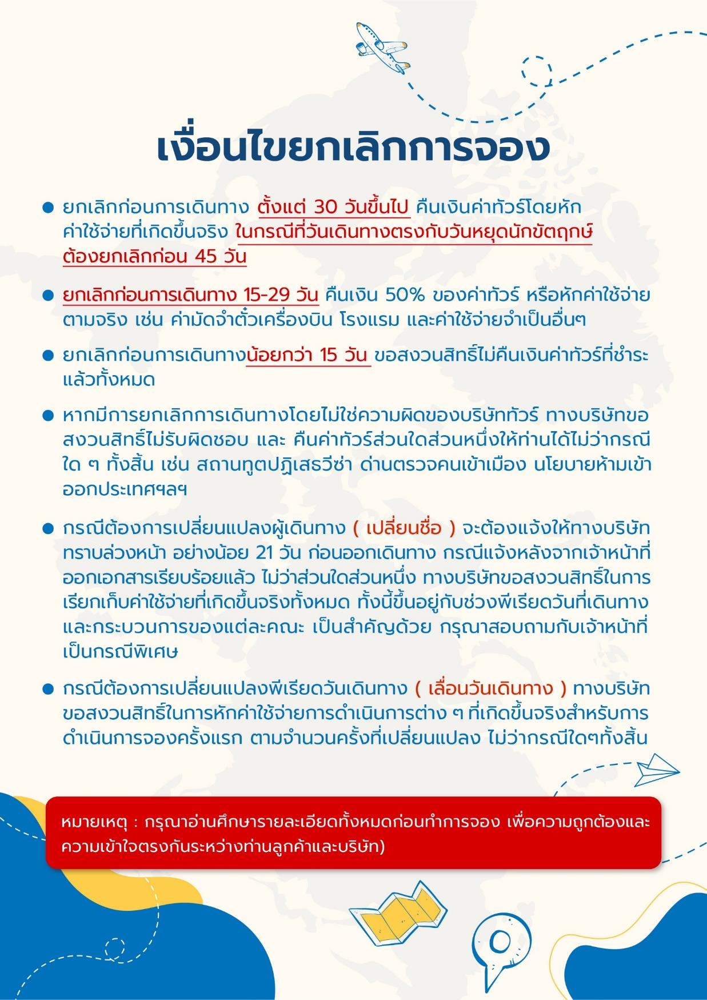 เงื่อนไขยกเลิกการจอง
● ยกเลิกก่อนการเดินทาง ตั้งแต่ 30 วันขึ้นไป คืนเงินค่าทัวร์โดยหัก
ค่าใช้จ่ายที่เกิดขึ้นจริง ในกรณีที่วันเดินทางตรงกับวันหยุดนักขัตฤกษ์
ต้องยกเลิกก่อน 45 วัน
● ยกเลิกก่อนการเดินทาง 15-29 วัน คืนเงิน 50% ของค่าทัวร์ หรือหักค่าใช้จ่าย
ตามจริง เช่น ค่ามัดจำตั๋วเครื่องบิน โรงแรม และค่าใช้จ่ายจำเป็นอื่นๆ
● ยกเลิกก่อนการเดินทางน้อยกว่า 15 วัน ขอสงวนสิทธิ์ไม่คืนเงินค่าทัวร์ที่ชำระ
แล้วทั้งหมด
● หากมีการยกเลิกการเดินทางโดยไม่ใช่ความผิดของบริษัททัวร์ ทางบริษัทขอ
สงวนสิทธิ์ไม่รับผิดชอบ และ คืนค่าทัวร์ส่วนใดส่วนหนึ่งให้ท่านได้ไม่ว่ากรณี
ใด ๆ ทั้งสิ้น เช่น สถานทูตปฏิเสธวีซ่า ด่านตรวจคนเข้าเมือง นโยบายห้ามเข้า
ออกประเทศฯลฯ
● กรณีต้องการเปลี่ยนแปลงผู้เดินทาง ( เปลี่ยนชื่อ ) จะต้องแจ้งให้ทางบริษัท
ทราบล่วงหน้า อย่างน้อย 21 วัน ก่อนออกเดินทาง กรณีแจ้งหลังจากเจ้าหน้าที่
ออกเอกสารเรียบร้อยแล้ว ไม่ว่าส่วนใดส่วนหนึ่ง ทางบริษัทขอสงวนสิทธิ์ในการ
เรียกเก็บค่าใช้จ่ายที่เกิดขึ้นจริงทั้งหมด ทั้งนี้ขึ้นอยู่กับช่วงพีเรียดวันที่เดินทาง
และกระบวนการของแต่ละคณะ เป็นสำคัญด้วย กรุณาสอบถามกับเจ้าหน้าที่
เป็นกรณีพิเศษ
● กรณีต้องการเปลี่ยนแปลงพีเรียดวันเดินทาง ( เลื่อนวันเดินทาง ) ทางบริษัท
ขอสงวนสิทธิ์ในการหักค่าใช้จ่ายการดำเนินการต่าง ๆ ที่เกิดขึ้นจริงสำหรับการ
ดำเนินการจองครั้งแรก ตามจำนวนครั้งที่เปลี่ยนแปลง ไม่ว่ากรณีใดๆทั้งสิ้น
หมายเหตุ : กรุณาอ่านศึกษารายละเอียดทั้งหมดก่อนทำการจอง เพื่อความถูกต้องและ
ความเข้าใจตรงกันระหว่างท่านลูกค้าและบริษัท)